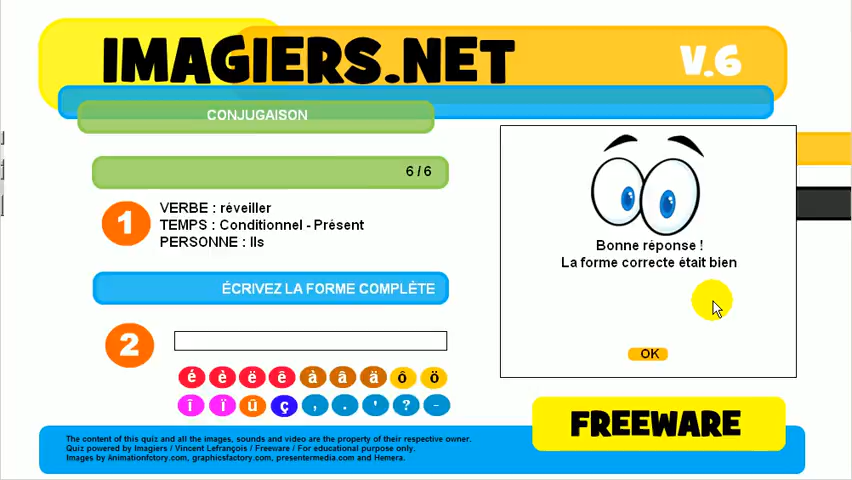 IMAGIERS.NET
V.6
CONJUGAISON
6 / 6
1
VERBE : réveiller
TEMPS : Conditionnel - Présent
PERSONNE : Ils
Bonne réponse !
La forme correcte était bien
OK
ÉCRIVEZ LA FORME COMPLÈTE
2
é è ë ê à â ä ô ö
î ï û ç , . ' ? -
FREEWARE
The content of this quiz and all the images, sounds and video are the property of their respective owner.
Quiz powered by Imagiers / Vincent Lefrançois / Freeware / For educational purpose only.
Images by Animationfctory.com, graphicsfactory.com, presentermedia.com and Hemera.